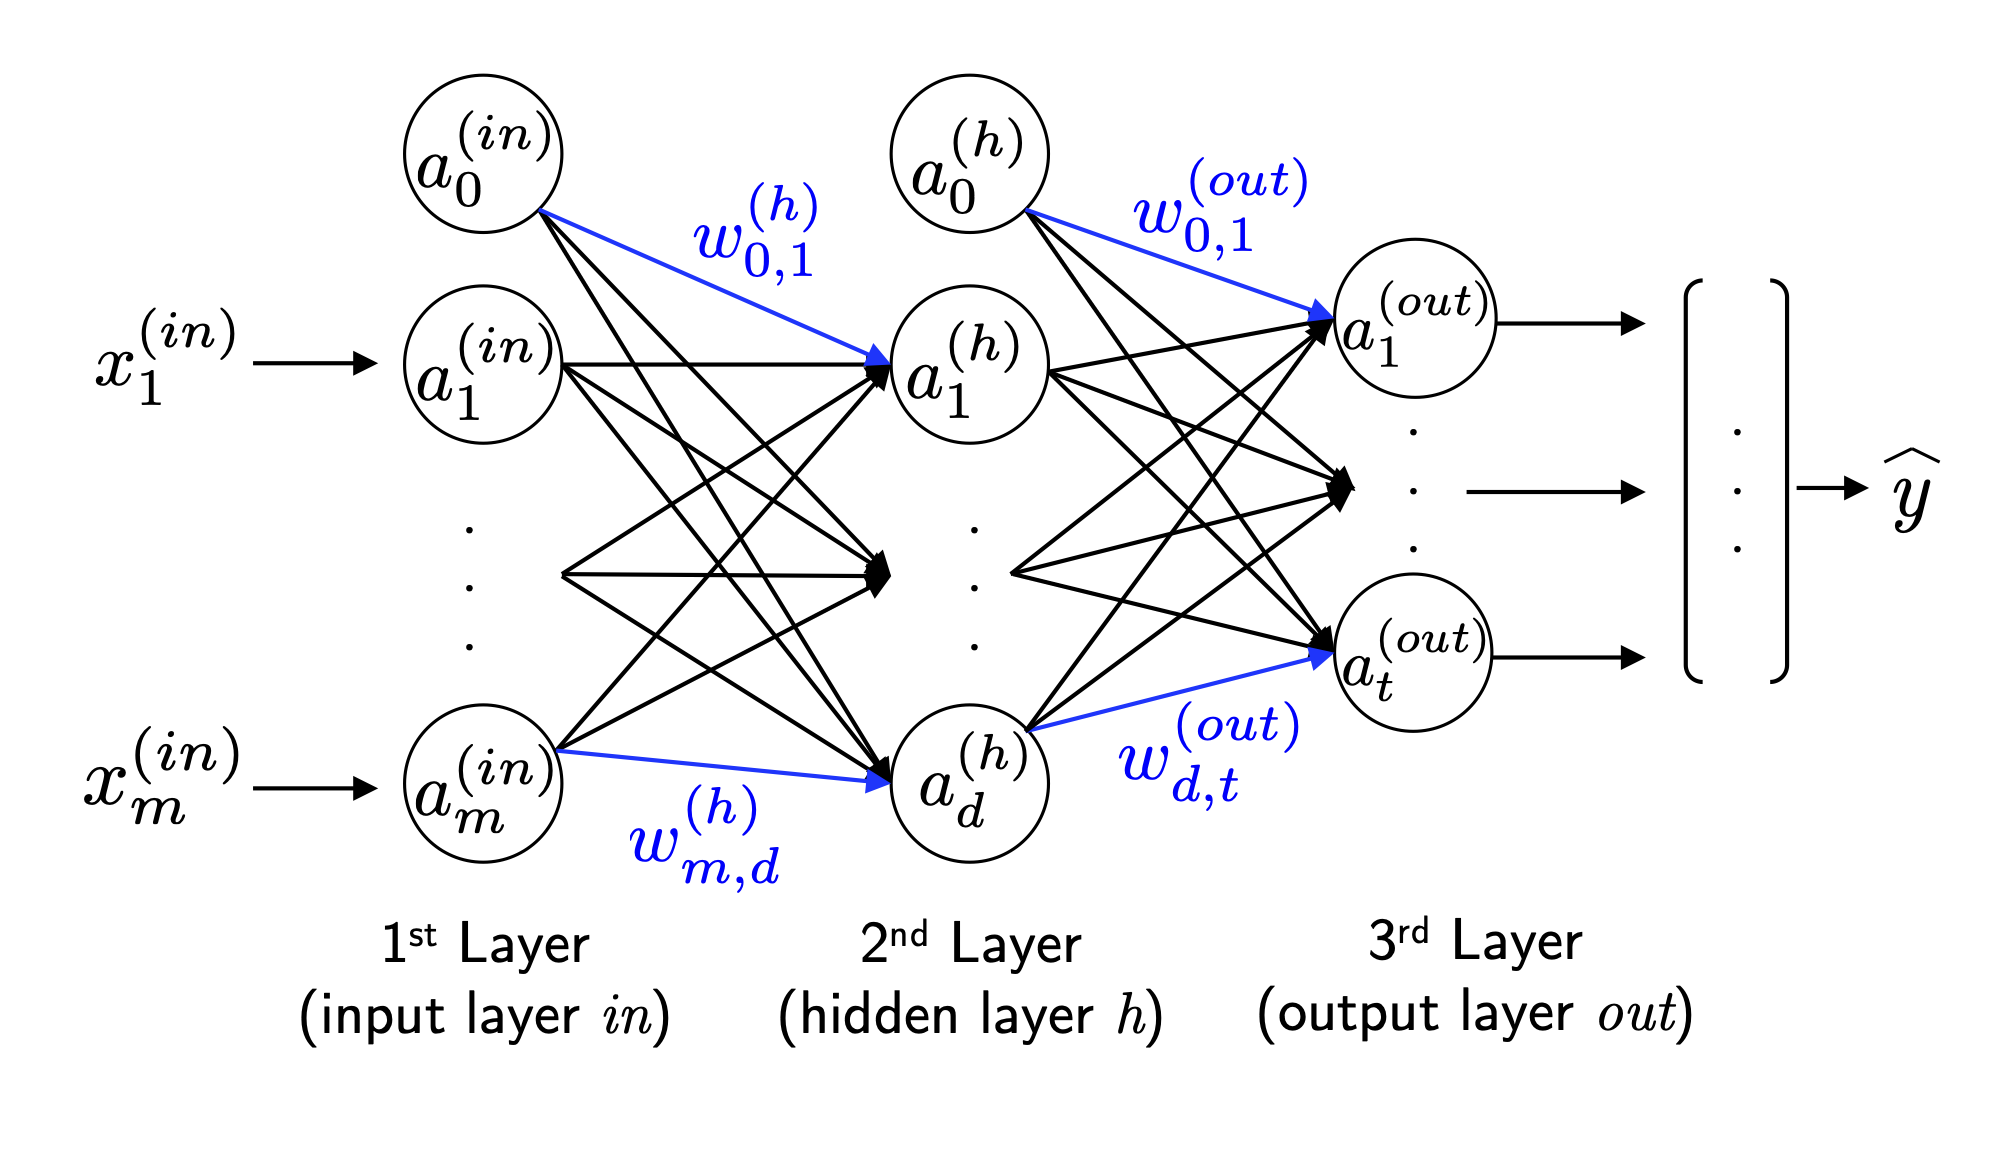 a_0^{(in)}
a_0^{(h)}
w_{0,1}^{(h)}
w_{0,1}^{(out)}
x_1^{(in)}
a_1^{(in)}
a_1^{(h)}
a_1^{(out)}
ŷ
a_t^{(out)}
x_m^{(in)}
a_m^{(in)}
a_d^{(h)}
w_{m,d}^{(h)}
w_{d,t}^{(out)}
1st Layer
(input layer in)
2nd Layer
(hidden layer h)
3rd Layer
(output layer out)